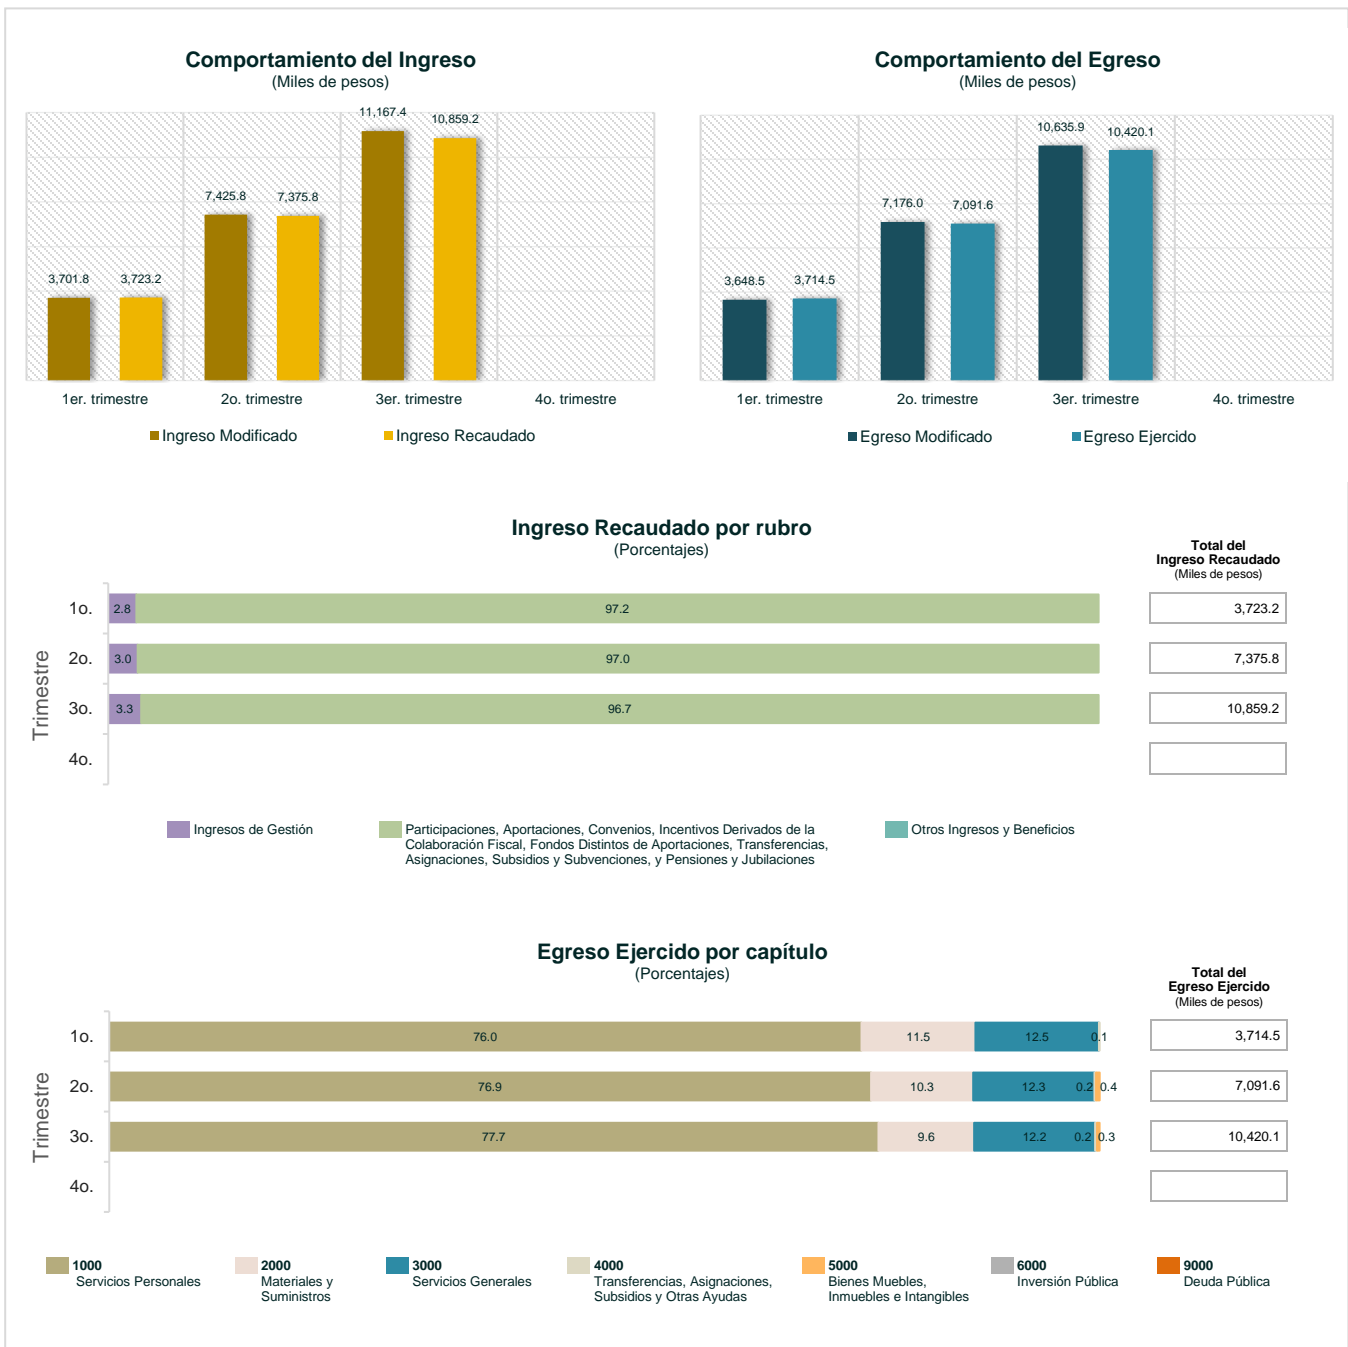 Comportamiento del Ingreso
(Miles de pesos)
11,167.4
10,859.2
7,425.8
7,375.8
3,701.8
3,723.2
1er. trimestre
2o. trimestre
3er. trimestre
4o. trimestre
Ingreso Modificado
Ingreso Recaudado
Comportamiento del Egreso
(Miles de pesos)
10,635.9
10,420.1
7,176.0
7,091.6
3,648.5
3,714.5
1er. trimestre
2o. trimestre
3er. trimestre
4o. trimestre
Egreso Modificado
Egreso Ejercido
Ingreso Recaudado por rubro
(Porcentajes)
Total del
Ingreso Recaudado
(Miles de pesos)
Trimestre
1o.
2.8
97.2
3,723.2
2o.
3.0
97.0
7,375.8
3o.
3.3
96.7
10,859.2
4o.
Ingresos de Gestión
Participaciones, Aportaciones, Convenios, Incentivos Derivados de la
Colaboración Fiscal, Fondos Distintos de Aportaciones, Transferencias,
Asignaciones, Subsidios y Subvenciones, y Pensiones y Jubilaciones
Otros Ingresos y Beneficios
Egreso Ejercido por capítulo
(Porcentajes)
Total del
Egreso Ejercido
(Miles de pesos)
Trimestre
1o.
76.0
11.5
12.5
0.1
3,714.5
2o.
76.9
10.3
12.3
0.2
0.4
7,091.6
3o.
77.7
9.6
12.2
0.2
0.3
10,420.1
4o.
1000
Servicios Personales
2000
Materiales y
Suministros
3000
Servicios Generales
4000
Transferencias, Asignaciones,
Subsidios y Otras Ayudas
5000
Bienes Muebles,
Inmuebles e Intangibles
6000
Inversión Pública
9000
Deuda Pública